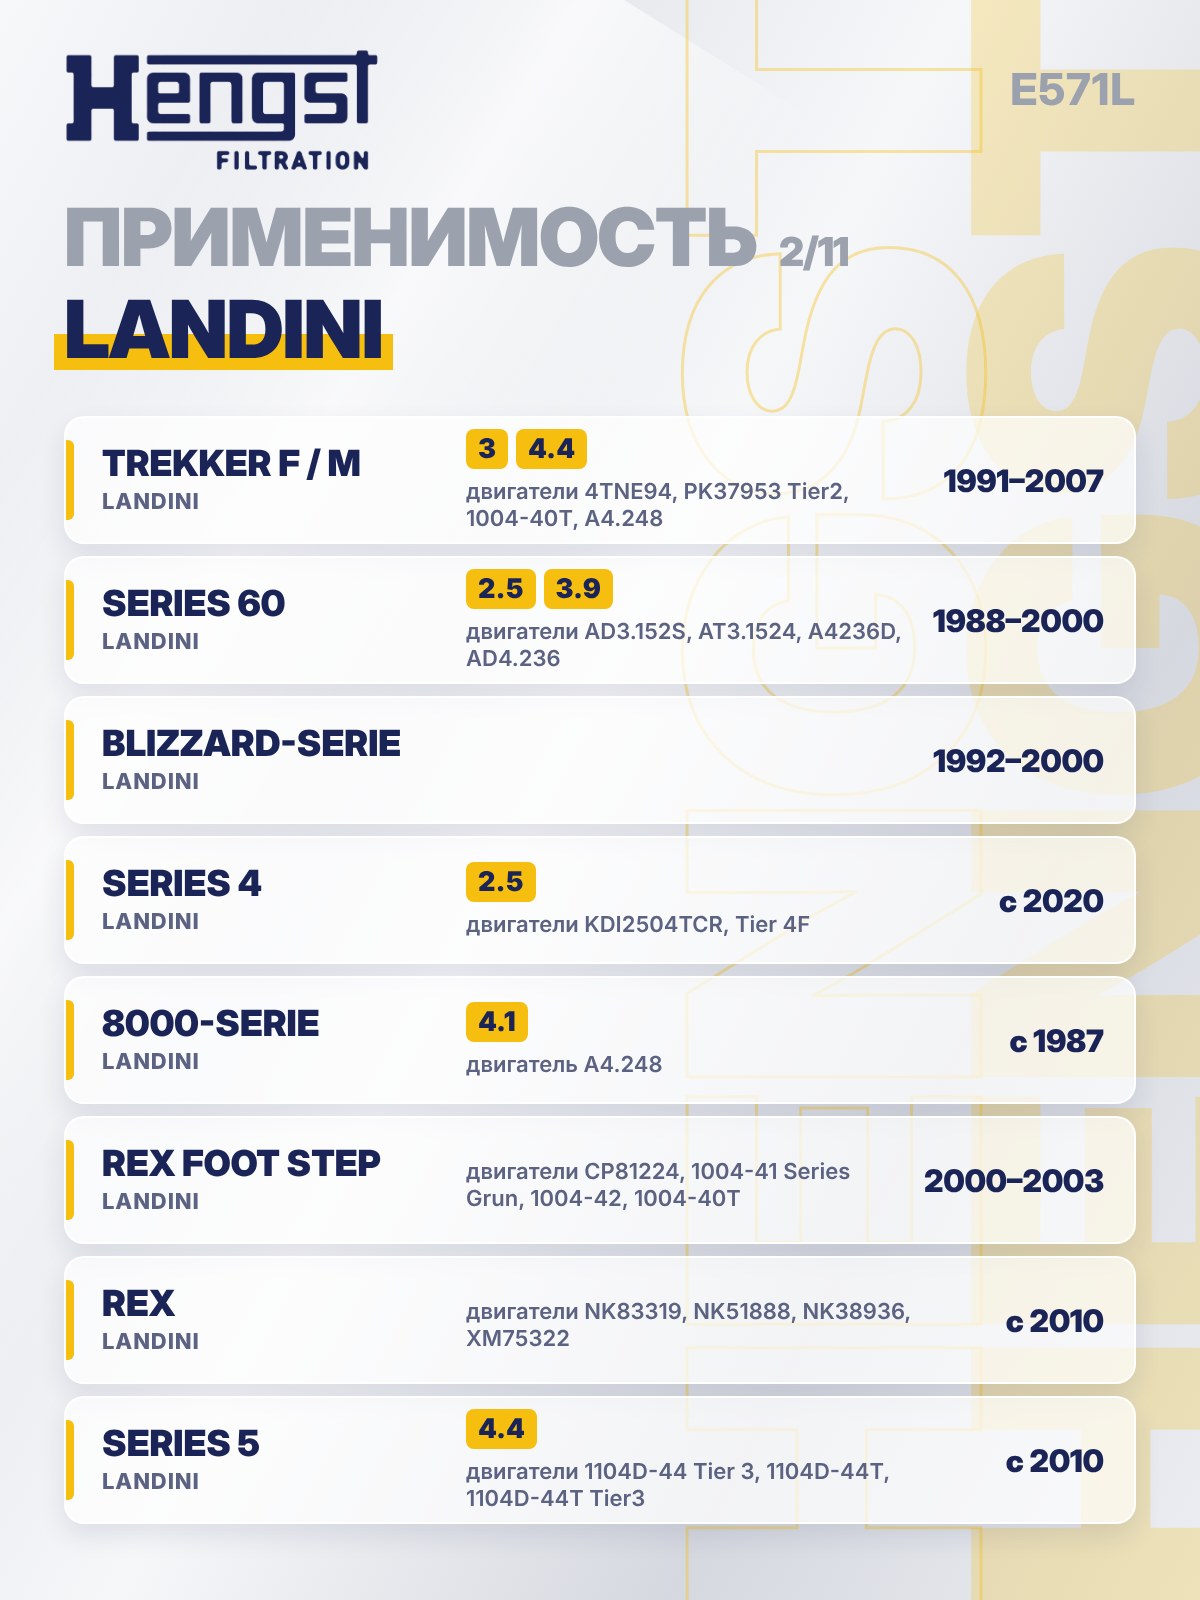 Hengst
FILTRATION
E571L
ПРИМЕНИМОСТЬ 2/11
LANDINI
TREKKER F / M
LANDINI
3 4.4
двигатели 4TNE94, PK37953 Tier2,
1004-40T, A4.248
1991–2007
SERIES 60
LANDINI
2.5 3.9
двигатели AD3.152S, AT3.1524, A4236D,
AD4.236
1988–2000
BLIZZARD-SERIE
LANDINI
1992–2000
SERIES 4
LANDINI
2.5
двигатели KDI2504TCR, Tier 4F
с 2020
8000-SERIE
LANDINI
4.1
двигатель A4.248
с 1987
REX FOOT STEP
LANDINI
двигатели CP81224, 1004-41 Series
Grun, 1004-42, 1004-40T
2000–2003
REX
LANDINI
двигатели NK83319, NK51888, NK38936,
XM75322
с 2010
SERIES 5
LANDINI
4.4
двигатели 1104D-44 Tier 3, 1104D-44T,
1104D-44T Tier3
с 2010